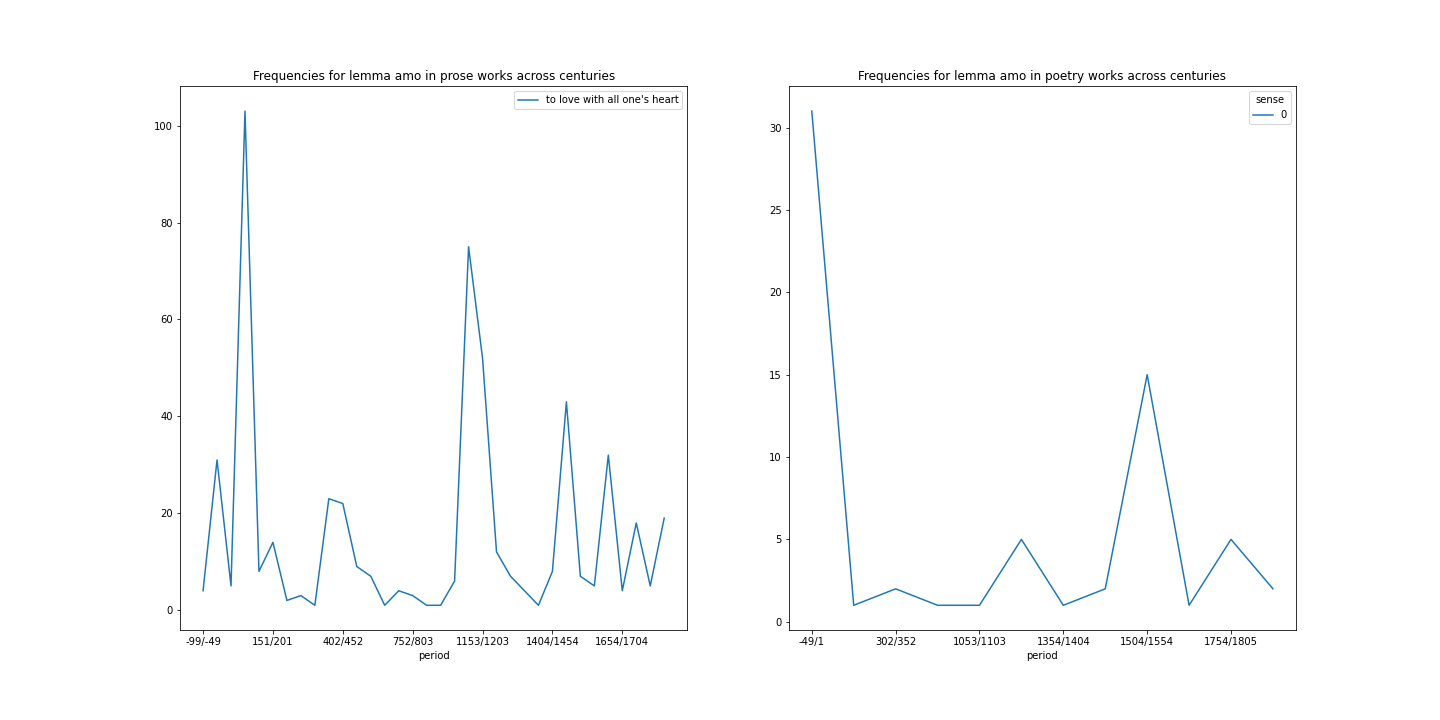 Frequencies for lemma amo in prose works across centuries
to love with all one's heart
100
80
60
40
20
0
-99/-49 151/201 402/452 752/803 1153/1203 1404/1454 1654/1704
period
Frequencies for lemma amo in poetry works across centuries
sense
0
30
25
20
15
10
5
0
-49/1 302/352 1053/1103 1354/1404 1504/1554 1754/1805
period